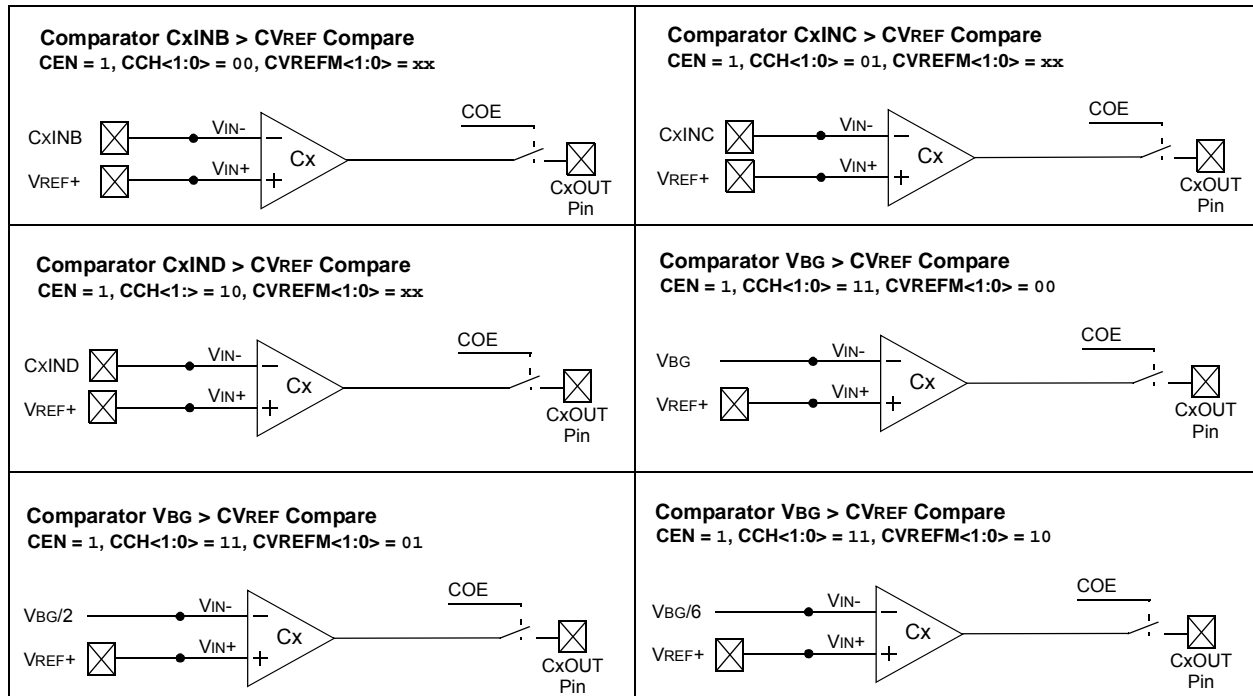 Comparator CxINB > CVREF Compare
CEN = 1, CCH<1:0> = 00, CVREFM<1:0> = xx
COE
CxINB
VIN-
–
Cx
VREF+
VIN+
+
CxOUT
Pin
Comparator CxINC > CVREF Compare
CEN = 1, CCH<1:0> = 01, CVREFM<1:0> = xx
COE
CxINC
VIN-
–
Cx
VREF+
VIN+
+
CxOUT
Pin
Comparator CxIND > CVREF Compare
CEN = 1, CCH<1:> = 10, CVREFM<1:0> = xx
COE
CxIND
VIN-
–
Cx
VREF+
VIN+
+
CxOUT
Pin
Comparator VBG > CVREF Compare
CEN = 1, CCH<1:0> = 11, CVREFM<1:0> = 00
COE
VBG
VIN-
–
Cx
VREF+
VIN+
+
CxOUT
Pin
Comparator VBG > CVREF Compare
CEN = 1, CCH<1:0> = 11, CVREFM<1:0> = 01
COE
VBG/2
VIN-
–
Cx
VREF+
VIN+
+
CxOUT
Pin
Comparator VBG > CVREF Compare
CEN = 1, CCH<1:0> = 11, CVREFM<1:0> = 10
COE
VBG/6
VIN-
–
Cx
VREF+
VIN+
+
CxOUT
Pin